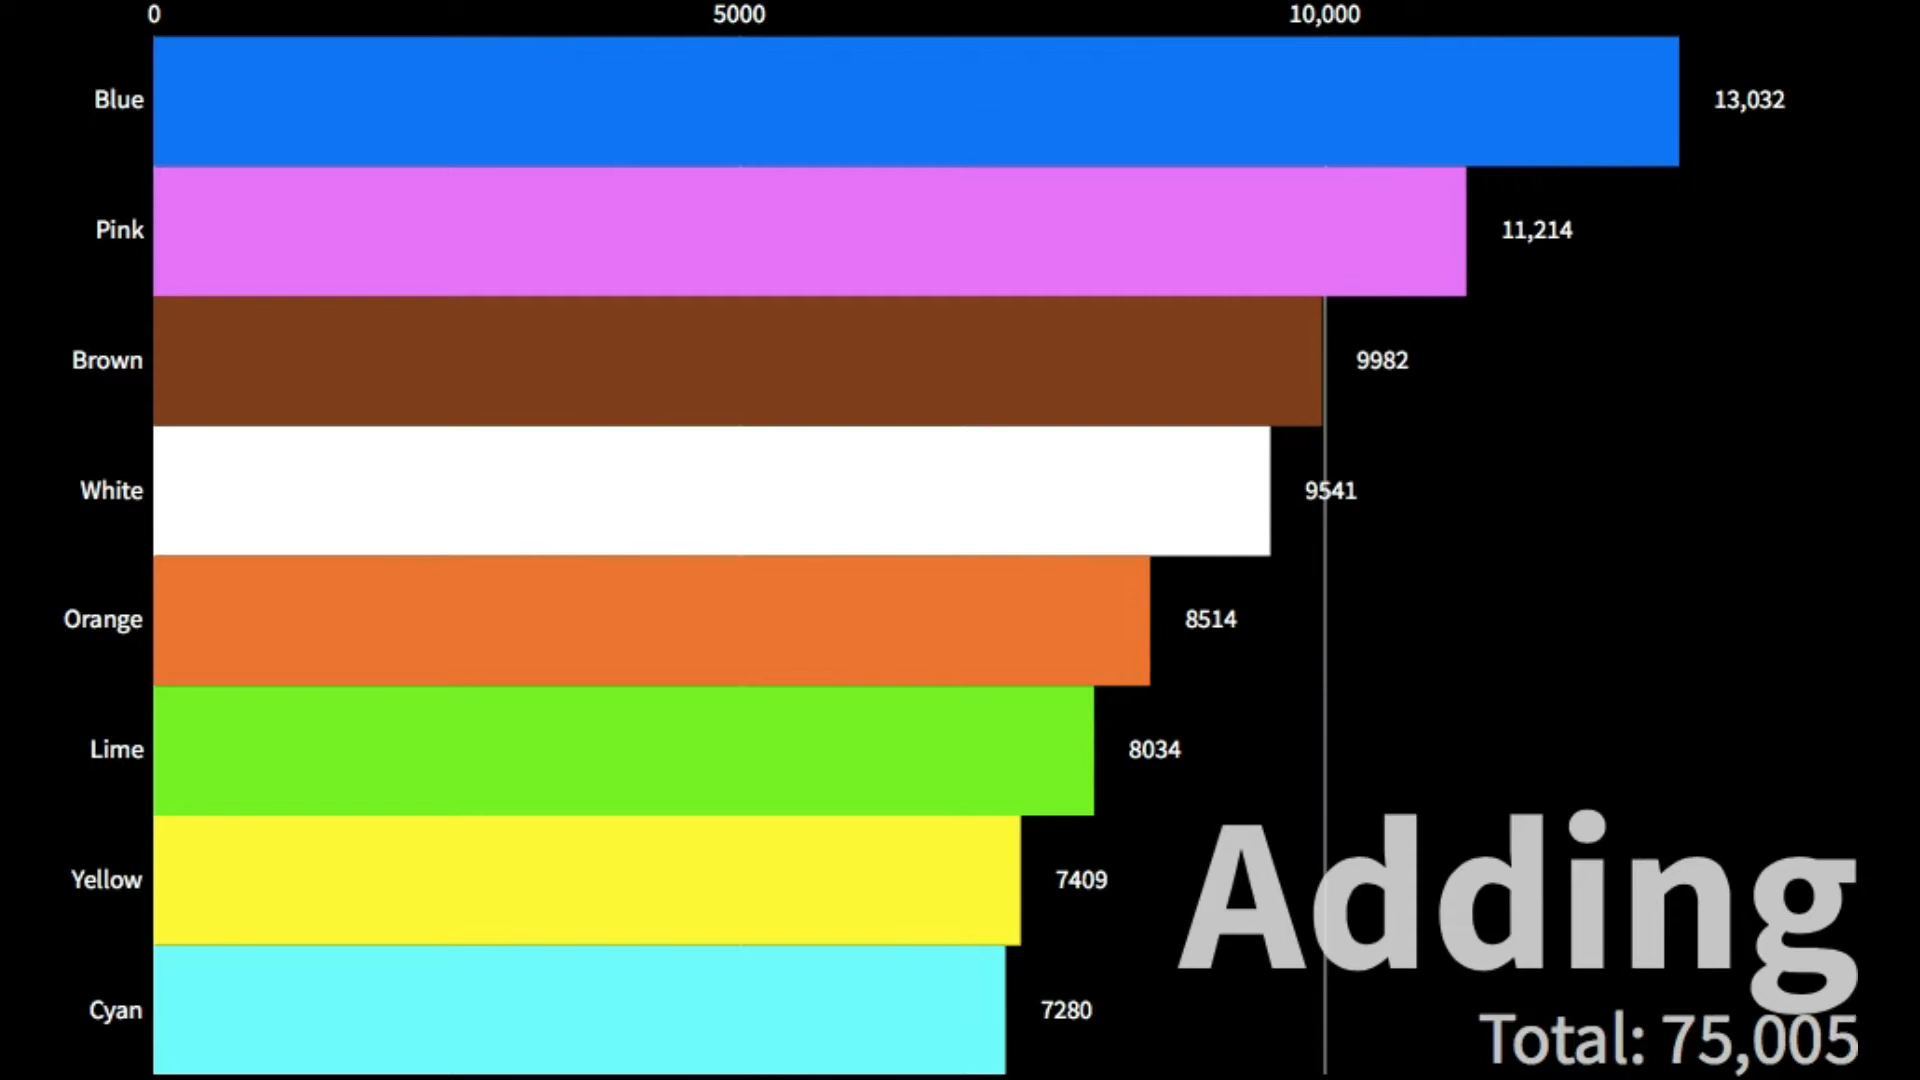 0 5000 10,000
Blue 13,032
Pink 11,214
Brown 9982
White 9541
Orange 8514
Lime 8034
Yellow 7409
Cyan 7280
Adding
Total: 75,005